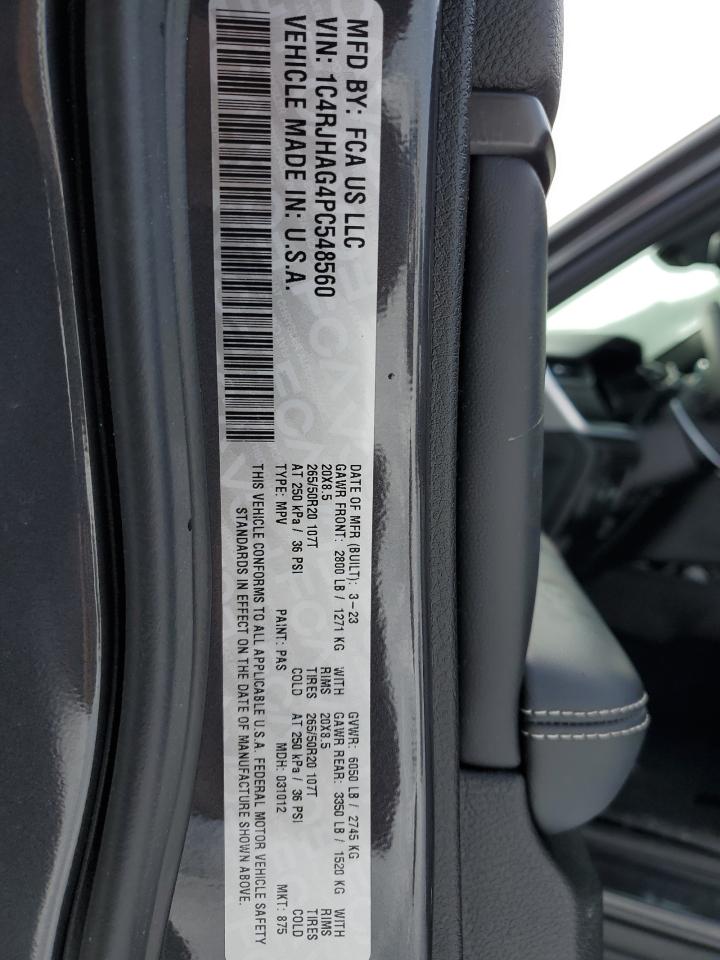 MFD BY: FCA US LLC
VIN: 1C4RJHAG4PC548560
VEHICLE MADE IN: U.S.A.
DATE OF MFR (BUILT): 3-23 GVWR: 6050 LB / 2745 KG
GAWR FRONT: 2800 LB / 1271 KG WITH GAWR REAR: 3350 LB / 1520 KG WITH
20X8.5 RIMS 20X8.5 RIMS
265/50R20 107T TIRES 265/50R20 107T TIRES
AT 250 kPa / 36 PSI COLD AT 250 kPa / 36 PSI COLD
TYPE: MPV PAINT: PAS MDH: 031012 MKT: 875
THIS VEHICLE CONFORMS TO ALL APPLICABLE U.S.A. FEDERAL MOTOR VEHICLE SAFETY
STANDARDS IN EFFECT ON THE DATE OF MANUFACTURE SHOWN ABOVE.